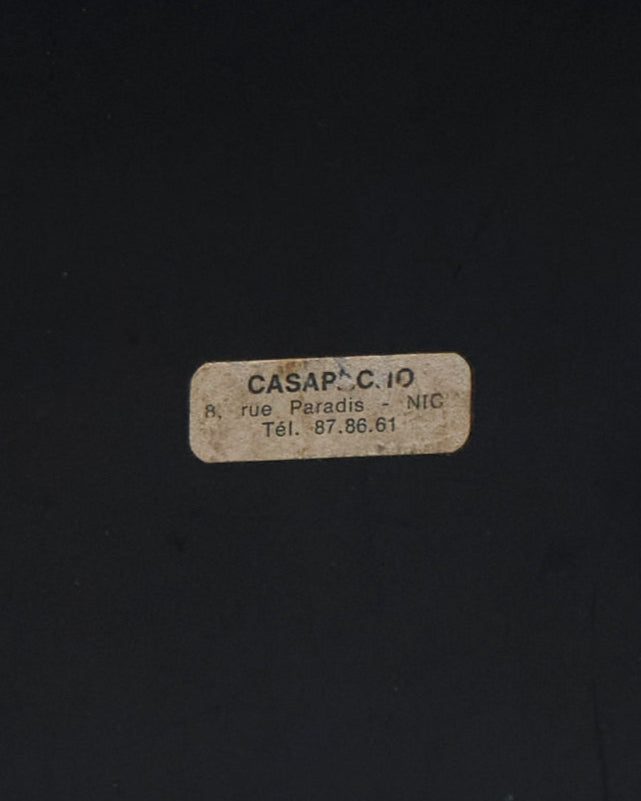 8, rue Paradis - NIC
Tél. 87.86.61